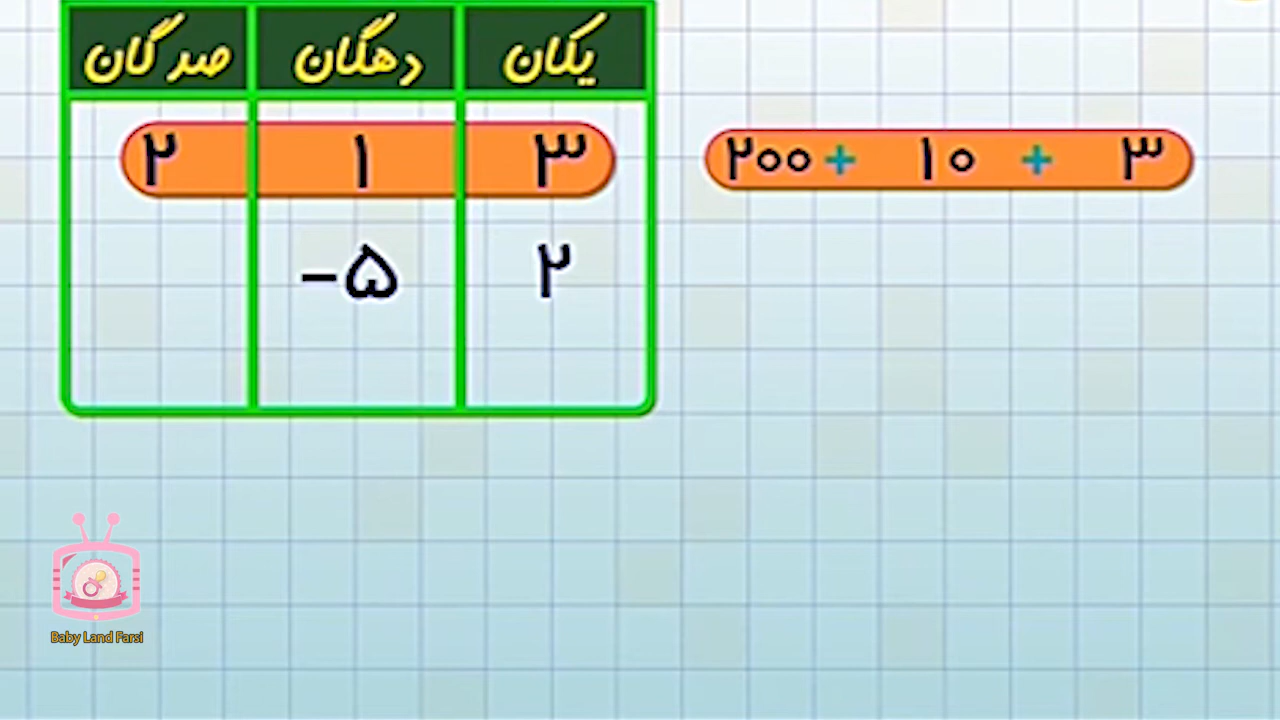 صدگان دهگان یکان
۲ ۱ ۳
۲۰۰ + ۱۰ + ۳
-۵ ۲
Baby Land Farsi